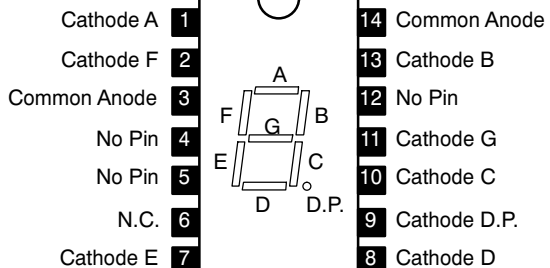 Cathode A 1 14 Common Anode
Cathode F 2 13 Cathode B
Common Anode 3 12 No Pin
No Pin 4 11 Cathode G
No Pin 5 10 Cathode C
N.C. 6 9 Cathode D.P.
Cathode E 7 8 Cathode D
A
F B
G
E C
D D.P.